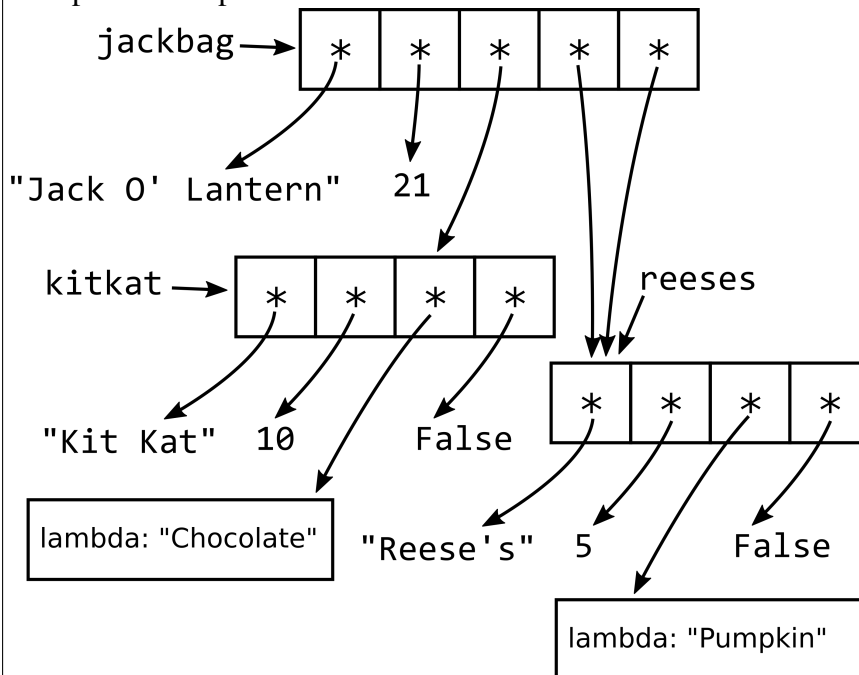 jackbag * * * * *
"Jack O' Lantern" 21
kitkat * * * *
reeses
* * * *
"Kit Kat" 10 False
lambda: "Chocolate"
"Reese's" 5 False
lambda: "Pumpkin"